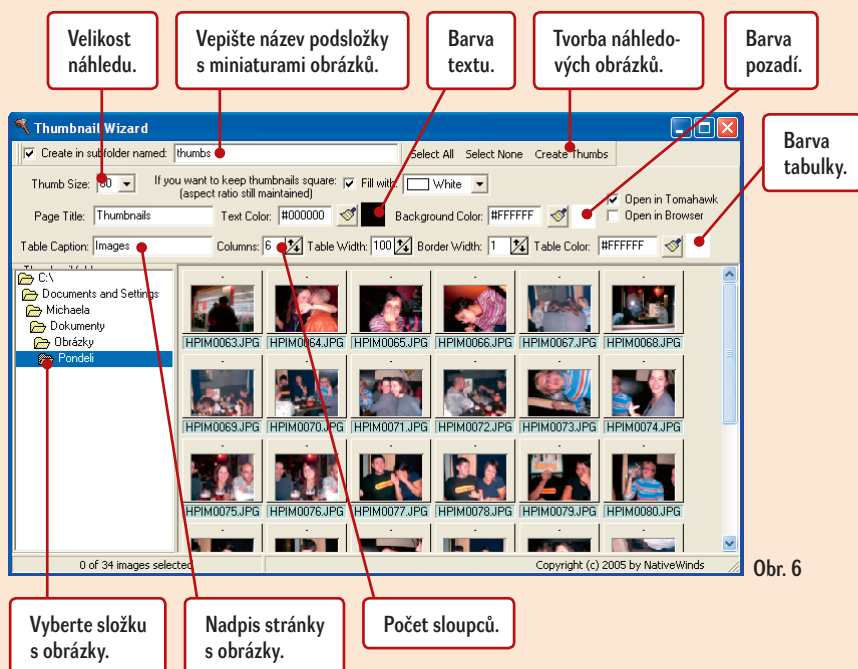 Velikost
náhledu.
Vepište název podsložky
s miniaturami obrázků.
Barva
textu.
Tvorba náhledo-
vých obrázků.
Barva
pozadí.
Barva
tabulky.
Thumbnail Wizard
Create in subfolder named: thumbs Select All Select None Create Thumbs
Thumb Size: If you want to keep thumbnails square: Fill with: White
(aspect ratio still maintained)
Open in Tomahawk
Page Title: Thumbnails Text Color: #000000 Background Color: #FFFFFF Open in Browser
Table Caption: Images Columns: 6 Table Width: 100 Border Width: 1 Table Color: #FFFFFF
C:\
Documents and Settings
Michaela
Dokumenty
Obrázky
Pondeli
HPIM0063.JPG HPIM0064.JPG HPIM0065.JPG HPIM0066.JPG HPIM0067.JPG HPIM0068.JPG
HPIM0069.JPG HPIM0070.JPG HPIM0071.JPG HPIM0072.JPG HPIM0073.JPG HPIM0074.JPG
HPIM0075.JPG HPIM0076.JPG HPIM0077.JPG HPIM0078.JPG HPIM0079.JPG HPIM0080.JPG
0 of 34 images selected Copyright (c) 2005 by NativeWinds
Obr. 6
Vyberte složku
s obrázky.
Nadpis stránky
s obrázky.
Počet sloupců.